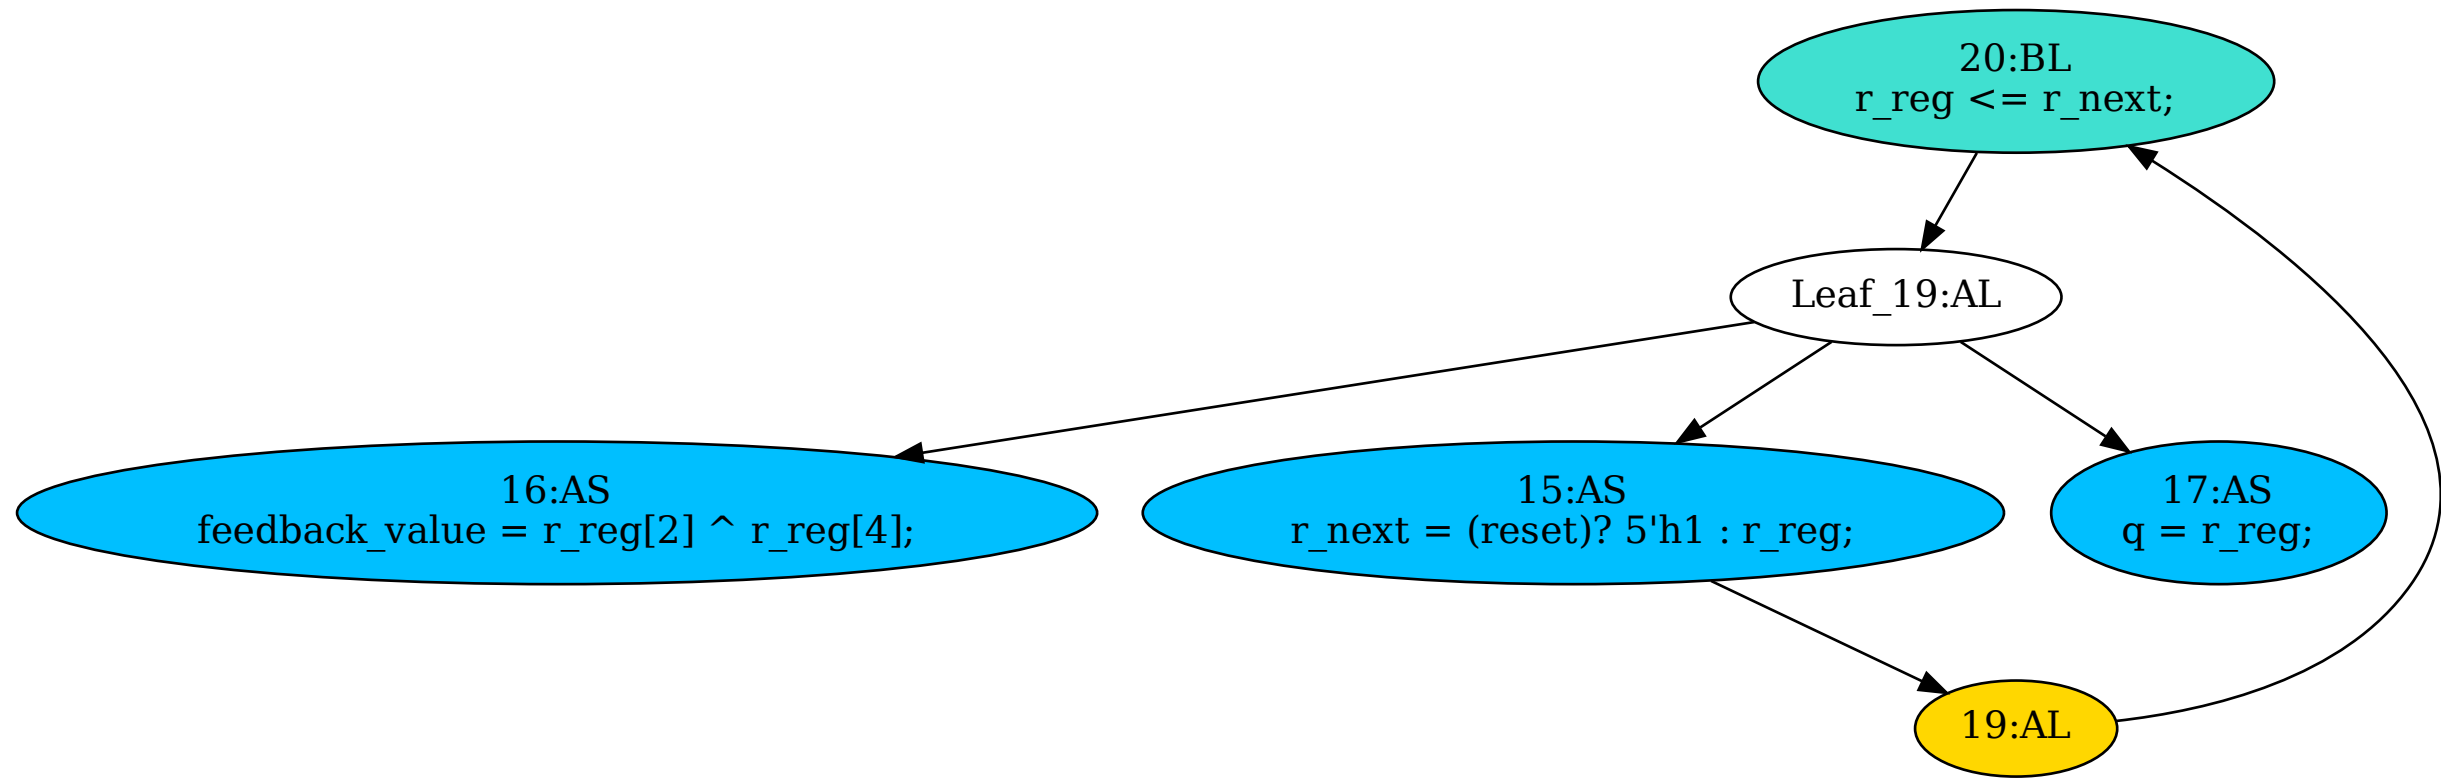 20:BL
r_reg <= r_next;
Leaf_19:AL
16:AS
feedback_value = r_reg[2] ^ r_reg[4];
15:AS
r_next = (reset)? 5'h1 : r_reg;
17:AS
q = r_reg;
19:AL